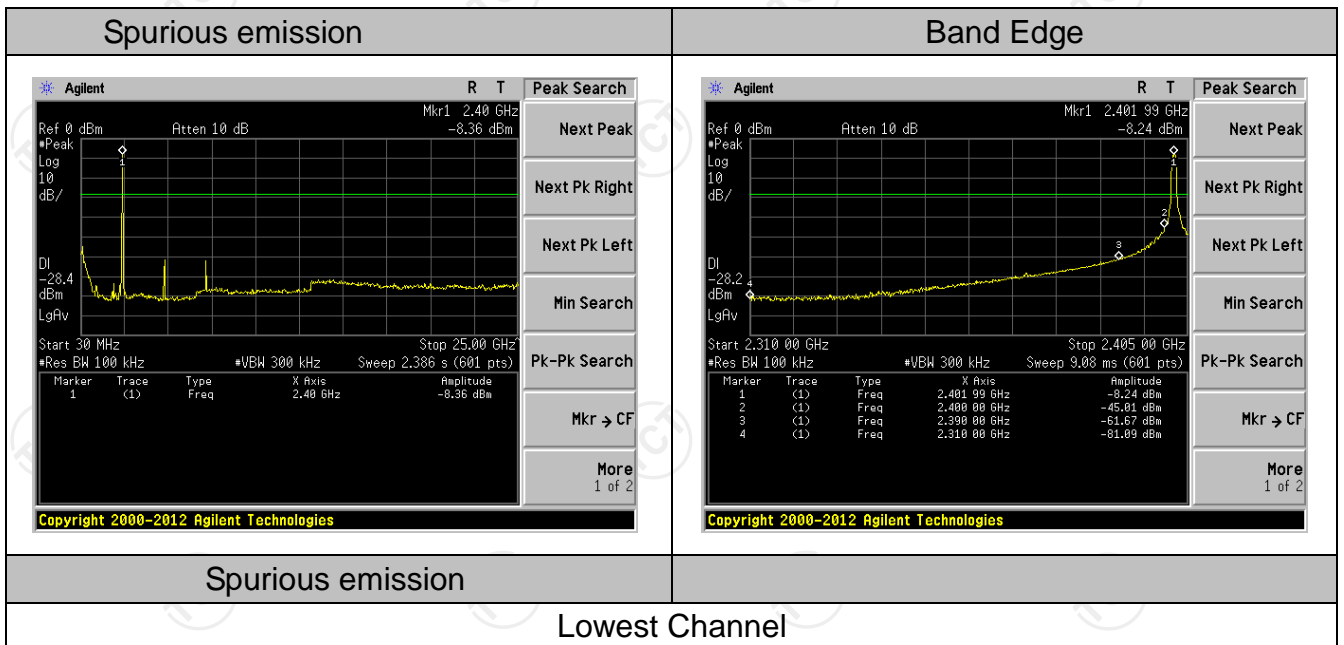 Spurious emission
Band Edge
Agilent
R T
Peak Search
Mkr1 2.40 GHz
Ref 0 dBm
Atten 10 dB
-8.36 dBm
#Peak
Log
10
dB/
1
DI
-28.4
dBm
LgAv
Start 30 MHz
Stop 25.00 GHz
#Res BW 100 kHz
#VBW 300 kHz
Sweep 2.386 s (601 pts)
Marker Trace Type X Axis Amplitude
1 (1) Freq 2.40 GHz -8.36 dBm
Next Peak
Next Pk Right
Next Pk Left
Min Search
Pk-Pk Search
Mkr → CF
More
1 of 2
Copyright 2000-2012 Agilent Technologies
Agilent
R T
Peak Search
Mkr1 2.401 99 GHz
Ref 0 dBm
Atten 10 dB
-8.24 dBm
#Peak
Log
10
dB/
1
2
3
4
DI
-28.2
dBm
LgAv
Start 2.310 00 GHz
Stop 2.405 00 GHz
#Res BW 100 kHz
#VBW 300 kHz
Sweep 9.08 ms (601 pts)
Marker Trace Type X Axis Amplitude
1 (1) Freq 2.401 99 GHz -8.24 dBm
2 (1) Freq 2.400 00 GHz -45.01 dBm
3 (1) Freq 2.390 00 GHz -61.67 dBm
4 (1) Freq 2.310 00 GHz -81.09 dBm
Next Peak
Next Pk Right
Next Pk Left
Min Search
Pk-Pk Search
Mkr → CF
More
1 of 2
Copyright 2000-2012 Agilent Technologies
Spurious emission
Lowest Channel